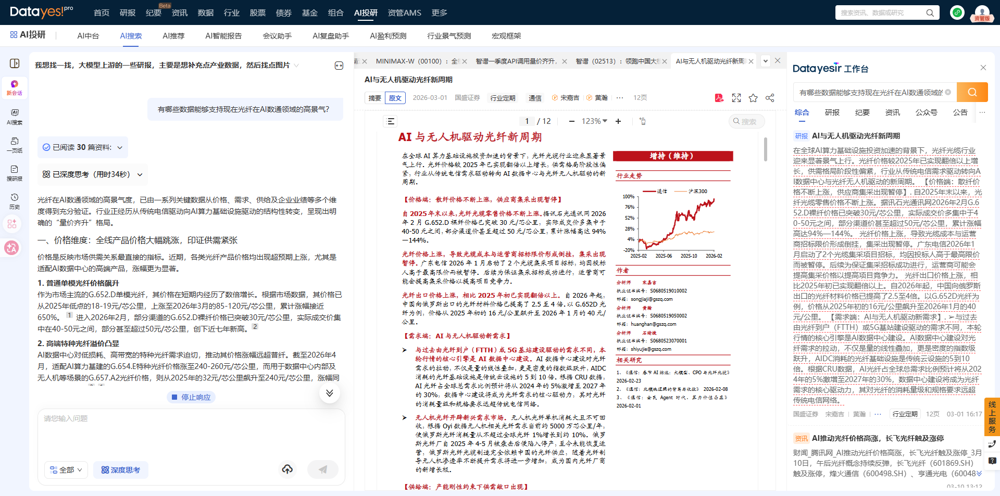 Datayes! pro
首页
研报
纪要
Beta
资讯
数据
行业
股票
债券
基金
组合
AI投研
资管AMS
更多
搜索资讯、数据或研究
资管版
AI投研
AI中台
AI搜索
AI推荐
AI智能报告
会议助手
AI复盘助手
AI盈利预测
行业景气预测
宏观框架
新会话
AI搜索
一页纸
搜研报
历史
我想找一找，大模型上游的一些研报，主要是想补充点产业数据，然后找点图片
有哪些数据能够支持现在光纤在AI数通领域的高景气？
已阅读 30 篇资料:
已深度思考（用时34秒）
光纤在AI数通领域的高景气度，已由一系列关键数据从价格、需求、供给及企业业绩等多个维
度得到充分验证。行业正经历从传统电信驱动向AI算力基础设施驱动的结构性转变，呈现出明
确的“量价齐升”格局。
一、价格维度：全线产品价格大幅跳涨，印证供需紧张
价格是反映市场供需关系最直接的指标。近期，各类光纤产品价格均出现超预期上涨，尤其是
适配AI数据中心的高端产品，涨幅更为显著。
1. 普通单模光纤价格飙升
作为市场主流的G.652.D单模光纤，其价格在短期内经历了数倍增长。根据市场数据，其价格已
从2025年低点的18-19元/芯公里，上涨至2026年3月的85-120元/芯公里，累计涨幅接近
650%。 1 进入2026年2月，部分渠道的G.652.D裸纤价格已突破30元/芯公里，实际成交价集
中在40-50元之间，部分甚至超过50元/芯公里，创下近七年新高。 2
2. 高端特种光纤溢价凸显
AI数据中心对低损耗、高带宽的特种光纤需求迫切，推动其价格涨幅远超普纤。截至2026年4
月，适配AI算力基建的G.654.E特种光纤价格涨至240-260元/芯公里，而用于数据中心内部及
无人机等场景的G.657.A2光纤价格，则从2025年的32元/芯公里飙升至240元/芯公里，涨幅同
停止响应
请您输入问题
全部
深度思考
MINIMAX-W（00100）：全
智谱一季度API调用量价齐升，
智谱（02513）：领跑中国大模
AI与无人机驱动光纤新周期
AI与无人机驱动光纤新周期
摘要
原文
2026-03-01
国盛证券
行业定期
通信
宋嘉吉
黄瀚
···
12页
1 / 12
123%
搜索
AI 与无人机驱动光纤新周期
在全球 AI 算力基础设施投资加速的背景下，光纤光缆行业迎来显著景
气上行。光纤价格较 2025 年已实现翻倍以上增长，供需格局阶段性偏
紧，行业从传统电信需求驱动转向 AI 数据中心与光纤无人机驱动的新
周期。
【价格端：散纤价格不断上涨，供应商集采出现暂停】
自 2025 年末以来，光纤光缆零售价格不断上涨。据讯石光通讯网 2026
年 2 月 G.652.D 裸纤价格已突破 30 元/芯公里，实际成交价多集中于
40-50 元之间，部分渠道价甚至超过 50 元/芯公里，累计涨幅高达 94%
—144%。
光纤价格上涨，导致光缆成本与运营商招标限价形成倒挂，集采出现
暂停。广东电信 2026 年 1 月启动了 2 个光缆集采项目招标，均因投标
人高于最高限价而被暂停。后续为保证集采招标成功进行，运营商可
能会提高集采价格以提高项目竞争力。
光纤出口价格上涨，相比 2025 年初已实现翻倍以上。自 2026 年起，
中国向俄罗斯出口的光纤材料价格已提高了 2.5 至 4 倍。以 G.652D 光
纤为例，价格从 2025 年初的 16 元/公里飙升至 2026 年 1 月的 40 元/
公里。
【需求端：AI 与无人机驱动新需求】
➢ 与过去由光纤到户（FTTH）或 5G 基站建设驱动的需求不同，本
轮行情的核心引擎是 AI 数据中心建设。AI 数据中心建设对光纤
需求的拉动，不仅是量的线性叠加，更是密度的指数级跃升，AIDC
消耗的光纤基础设施是传统云设施的 5 到 10 倍。根据 CRU 数据，
AI 光纤占全球总需求比例预计将从 2024 年的 5%激增至 2027 年
的 30%，数据中心建设将成为光纤需求的核心驱动力，其对光纤
的消耗量级和规格要求远超传统电信网络。
➢ 无人机光纤开辟新兴需求市场。无人机光纤单机消耗大且不可回
收，根据 Oyi 数据无人机相关光纤需求当前约 5000 万芯公里/年，
使俄罗斯光纤消耗量从不超过全球光纤 1%增长到约 10%。俄罗
斯光纤厂自 2025 年 4-5 月被袭击后便陷入停产，至今未能恢复运
营，俄罗斯光纤光缆制造完全依赖中国的光纤供应，随着光纤制
导无人机渗透率不断提升需求将进一步增加，成为国内光纤厂商
的新增长极。
【供给端：产能刚性约束下供需敞口出现】
增持（维持）
行业走势
通信 沪深300
100%
76%
52%
28%
4%
-20%
2025-02 2025-06 2025-10 2026-02
作者
分析师 宋嘉吉
执业证书编号：S0680519010002
邮箱：songjiaji@gszq.com
分析师 黄瀚
执业证书编号：S0680519050002
邮箱：huanghan@gszq.com
分析师 石瑜捷
执业证书编号：S0680523070001
邮箱：shiyujie@gszq.com
相关研究
1、《通信：春节 AI 综述：大模型、CPO 与光纤光缆》
2026-02-23
2、《通信：光模块逻辑的背离与收敛》 2026-02-08
3、《通信：全民 Agent 时代，算力价值凸显》
2026-02-01
Datayesir 工作台
有哪些数据能够支持现在光纤在AI数通领域的
综合
研报
纪要
资讯
公众号
公告
···
研报 AI与无人机驱动光纤新周期
在全球AI算力基础设施投资加速的背景下，光纤光缆行业
迎来显著景气上行。光纤价格较2025年已实现翻倍以上增
长，供需格局阶段性偏紧，行业从传统电信需求驱动转向A
I数据中心与光纤无人机驱动的新周期。 【价格端：散纤价
格不断上涨，供应商集采出现暂停】. 自2025年末以来，光
纤光缆零售价格不断上涨。据讯石光通讯网2026年2月G.6
52.D裸纤价格已突破30元/芯公里，实际成交价多集中于4
0-50元之间，部分渠道价甚至超过50元/芯公里，累计涨幅
高达94%—144%。 光纤价格上涨，导致光缆成本与运营
商招标限价形成倒挂，集采出现暂停。广东电信2026年1
月启动了2个光缆集采项目招标，均因投标人高于最高限价
而被暂停。后续为保证集采招标成功进行，运营商可能会
提高集采价格以提高项目竞争力。 光纤出口价格上涨，相
比2025年初已实现翻倍以上。自2026年起，中国向俄罗斯
出口的光纤材料价格已提高了2.5至4倍。以G.652D光纤为
例，价格从2025年初的16元/公里飙升至2026年1月的40
元/公里。 【需求端：AI与无人机驱动新需求】. ➢与过去
由光纤到户（FTTH）或5G基站建设驱动的需求不同，本轮
行情的核心引擎是AI数据中心建设。AI数据中心建设对光
纤需求的拉动，不仅是量的线性叠加，更是密度的指数级
跃升，AIDC消耗的光纤基础设施是传统云设施的5到10
倍。根据CRU数据，AI光纤占全球总需求比例预计将从202
4年的5%激增至2027年的30%，数据中心建设将成为光纤
需求的核心驱动力，其对光纤的消耗量级和规格要求远超
传统电信网络。
国盛证券 宋嘉吉 黄瀚 ··· 行业定期 12页 03-01 16:17
资讯 AI推动光纤价格高涨，长飞光纤触及涨停
财闻_腾讯网_AI推动光纤价格高涨，长飞光纤触及涨停_3月
10日，午后光纤概念持续反弹，长飞光纤（601869.SH）
触及涨停，烽火通信（600498.SH）、亨通光电（60048
03-10 13:12
线上服务